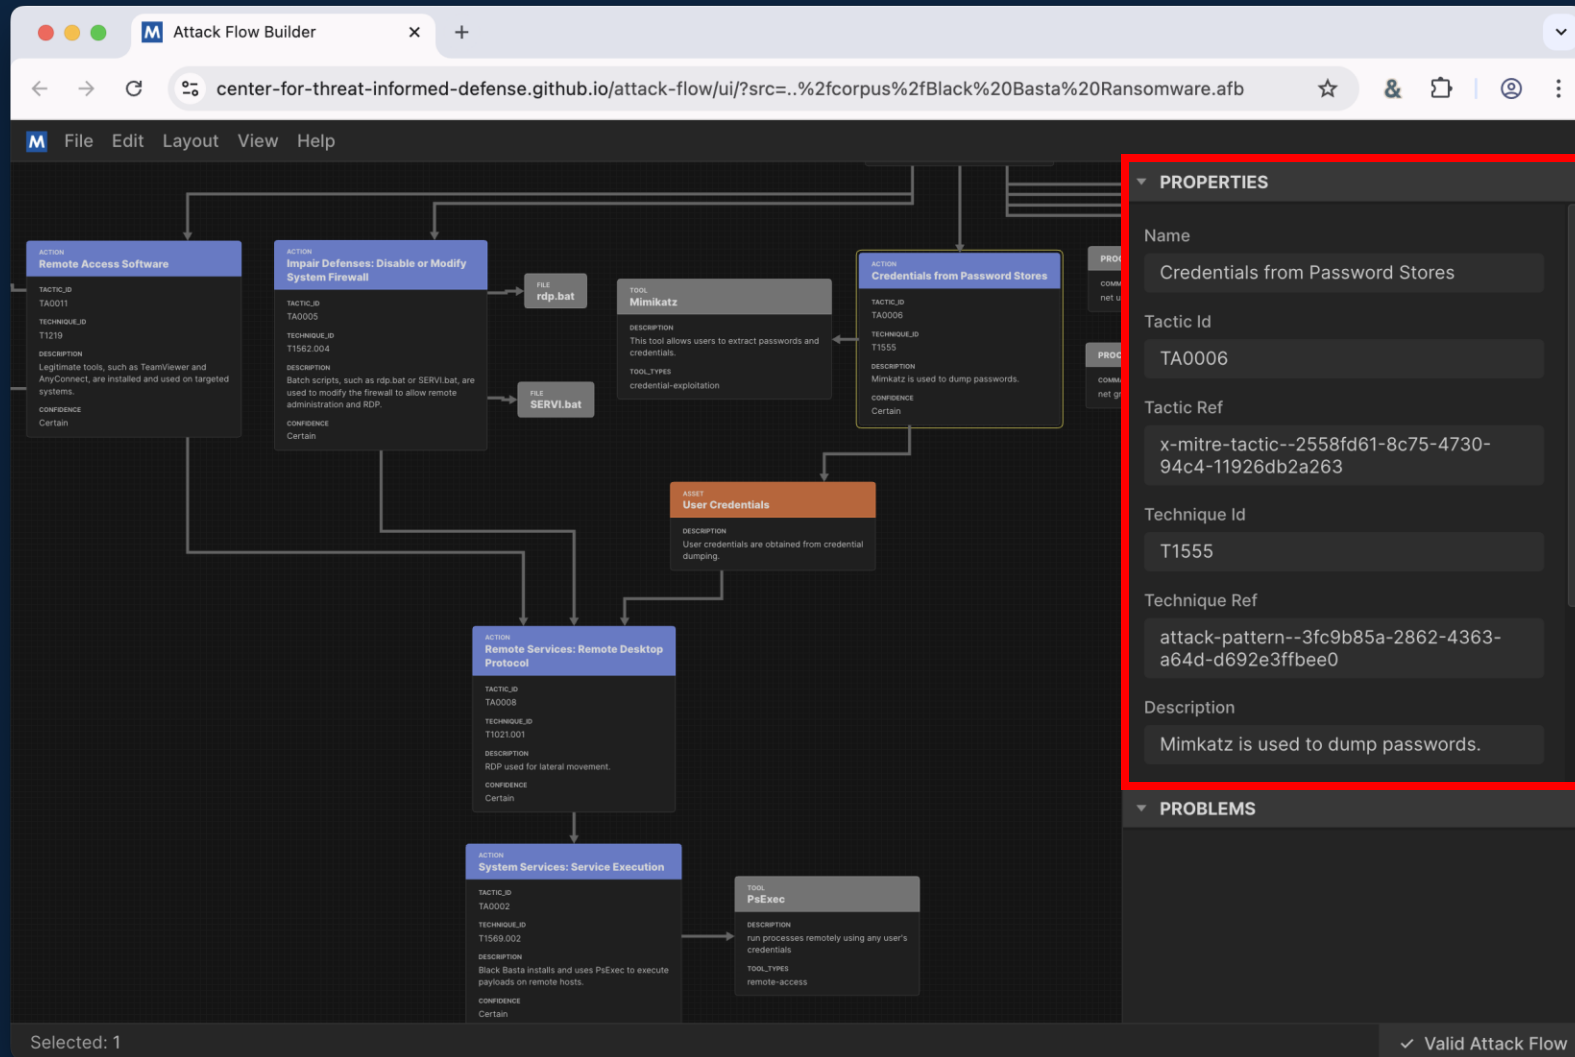 M Attack Flow Builder
center-for-threat-informed-defense.github.io/attack-flow/ui/?src=..%2fcorpus%2fBlack%20Basta%20Ransomware.afb
M File Edit Layout View Help
ACTION
Remote Access Software
TACTIC_ID
TA0011
TECHNIQUE_ID
T1219
DESCRIPTION
Legitimate tools, such as TeamViewer and
AnyConnect, are installed and used on targeted
systems.
CONFIDENCE
Certain
ACTION
Impair Defenses: Disable or Modify
System Firewall
TACTIC_ID
TA0005
TECHNIQUE_ID
T1562.004
DESCRIPTION
Batch scripts, such as rdp.bat or SERVI.bat, are
used to modify the firewall to allow remote
administration and RDP.
CONFIDENCE
Certain
FILE
rdp.bat
FILE
SERVI.bat
TOOL
Mimikatz
DESCRIPTION
This tool allows users to extract passwords and
credentials.
TOOL_TYPES
credential-exploitation
ACTION
Credentials from Password Stores
TACTIC_ID
TA0006
TECHNIQUE_ID
T1555
DESCRIPTION
Mimkatz is used to dump passwords.
CONFIDENCE
Certain
PROC
COMM
net u
PROC
COMM
net gr
ASSET
User Credentials
DESCRIPTION
User credentials are obtained from credential
dumping.
ACTION
Remote Services: Remote Desktop
Protocol
TACTIC_ID
TA0008
TECHNIQUE_ID
T1021.001
DESCRIPTION
RDP used for lateral movement.
CONFIDENCE
Certain
ACTION
System Services: Service Execution
TACTIC_ID
TA0002
TECHNIQUE_ID
T1569.002
DESCRIPTION
Black Basta installs and uses PsExec to execute
payloads on remote hosts.
CONFIDENCE
Certain
TOOL
PsExec
DESCRIPTION
run processes remotely using any user's
credentials
TOOL_TYPES
remote-access
PROPERTIES
Name
Credentials from Password Stores
Tactic Id
TA0006
Tactic Ref
x-mitre-tactic--2558fd61-8c75-4730-
94c4-11926db2a263
Technique Id
T1555
Technique Ref
attack-pattern--3fc9b85a-2862-4363-
a64d-d692e3ffbee0
Description
Mimkatz is used to dump passwords.
PROBLEMS
Selected: 1
Valid Attack Flow